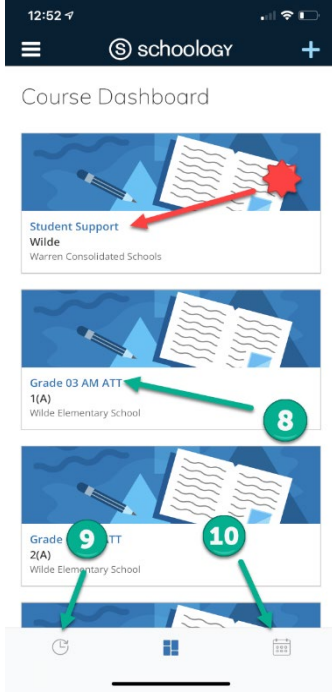 12:52
schoology
Course Dashboard
Student Support
Wilde
Warren Consolidated Schools
Grade 03 AM ATT
1(A)
Wilde Elementary School
8
Grade ATT
9
10
2(A)
Wilde Elementary School